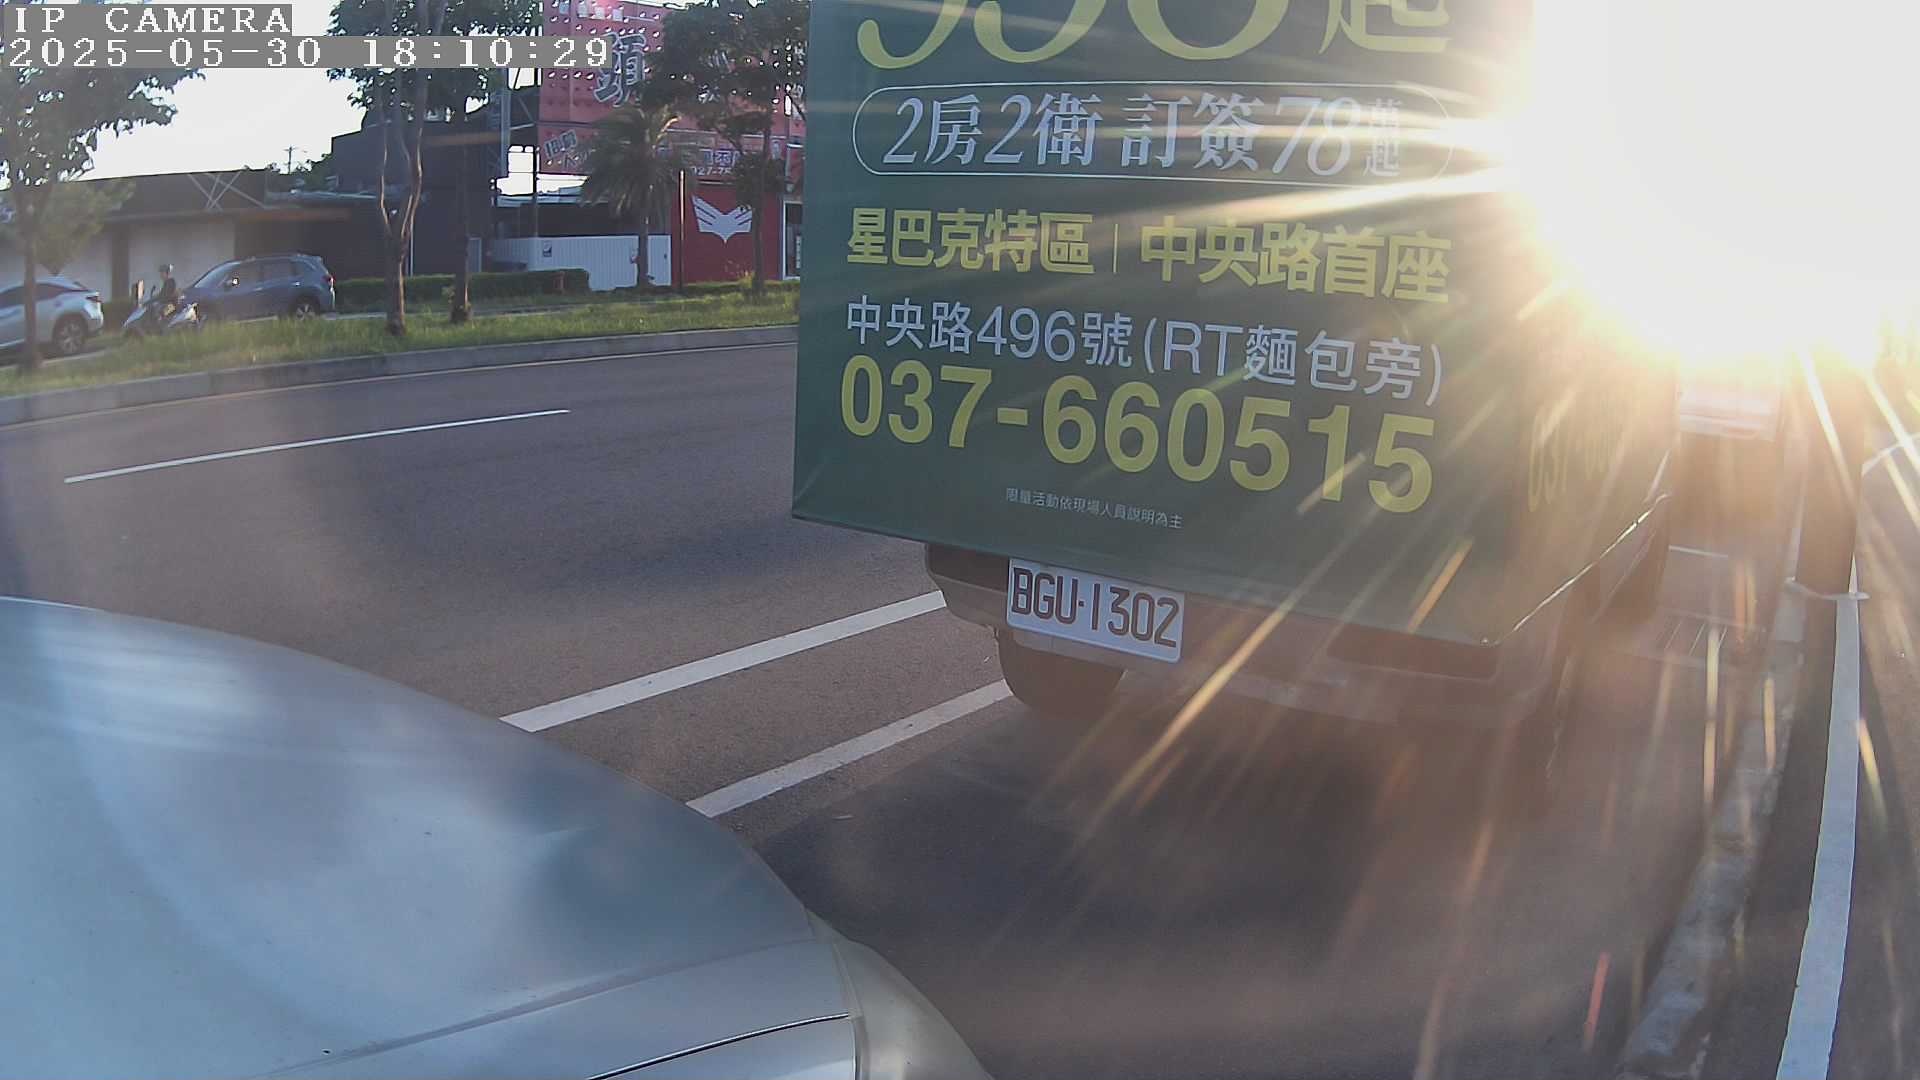 IP CAMERA
2025-05-30 18:10:29
起
2房2衛 訂簽78萬起
星巴克特區｜中央路首座
中央路496號(RT麵包旁)
037-660515
限量活動依現場人員說明為主
BGU-1302